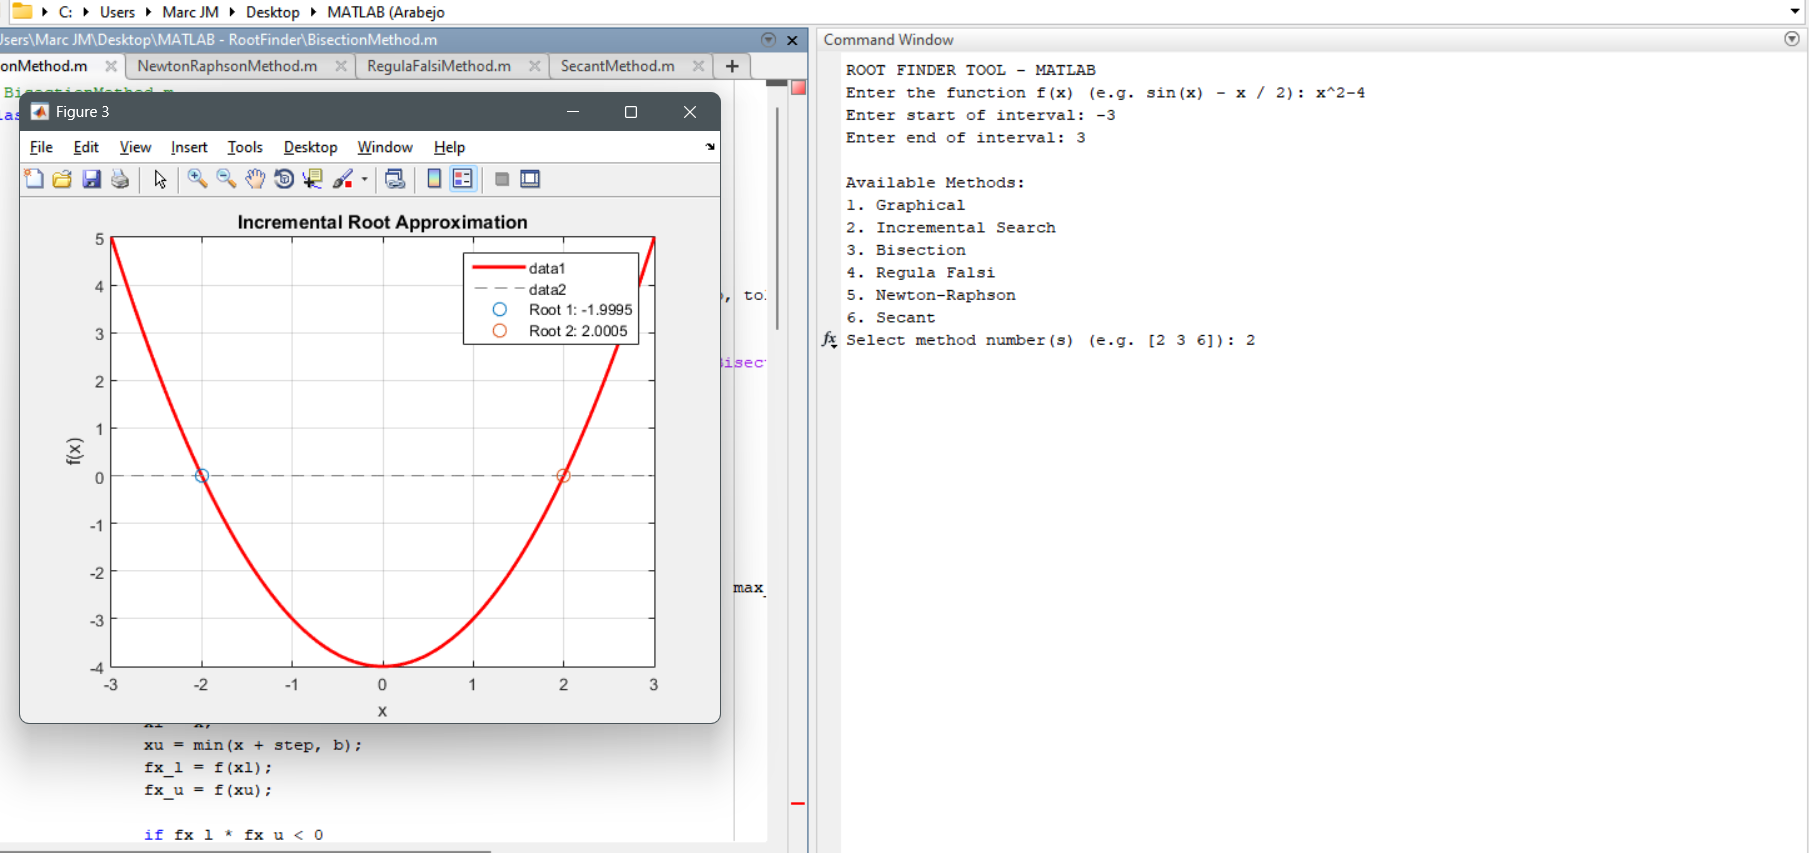 C: Users Marc JM Desktop MATLAB (Arabejo
Users\Marc JM\Desktop\MATLAB - RootFinder\BisectionMethod.m
onMethod.m NewtonRaphsonMethod.m RegulaFalsiMethod.m SecantMethod.m +
Figure 3
File Edit View Insert Tools Desktop Window Help
Incremental Root Approximation
data1
data2
Root 1: -1.9995
Root 2: 2.0005
5
4
3
2
1
0
-1
-2
-3
-4
f(x)
-3 -2 -1 0 1 2 3
x
, to
isec
max_
xu = min(x + step, b);
fx_l = f(xl);
fx_u = f(xu);
if fx_l * fx_u < 0
Command Window
ROOT FINDER TOOL - MATLAB
Enter the function f(x) (e.g. sin(x) - x / 2): x^2-4
Enter start of interval: -3
Enter end of interval: 3
Available Methods:
1. Graphical
2. Incremental Search
3. Bisection
4. Regula Falsi
5. Newton-Raphson
6. Secant
fx Select method number(s) (e.g. [2 3 6]): 2